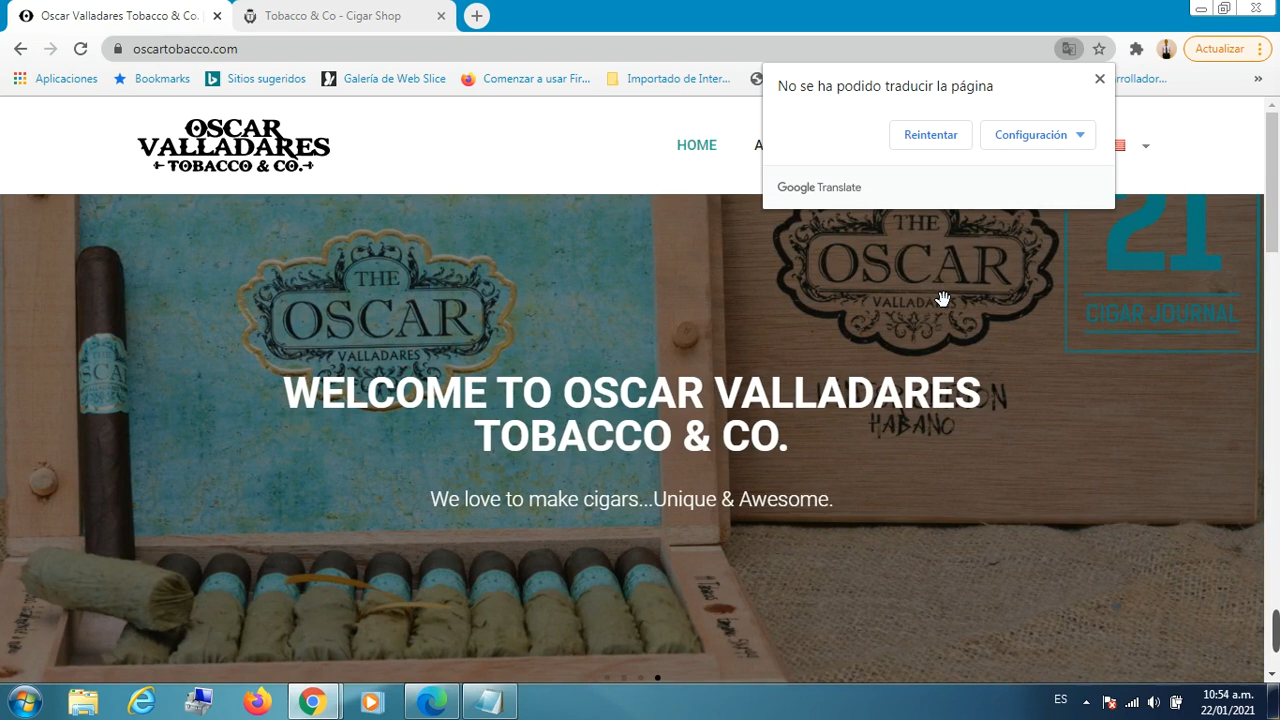 Oscar Valladares Tobacco & Co.
Tobacco & Co - Cigar Shop
oscartobacco.com
Actualizar
Aplicaciones
Bookmarks
Sitios sugeridos
Galería de Web Slice
Comenzar a usar Fir...
Importado de Inter...
arrollador...
»
No se ha podido traducir la página
Reintentar
Configuración
Google Translate
OSCAR
VALLADARES
TOBACCO & CO.
HOME
A
THE
OSCAR
VALLADARES
THE
OSCAR
VALLADARES
21
CIGAR JOURNAL
HABANO
WELCOME TO OSCAR VALLADARES
TOBACCO & CO.
We love to make cigars...Unique & Awesome.
ES
10:54 a.m.
22/01/2021